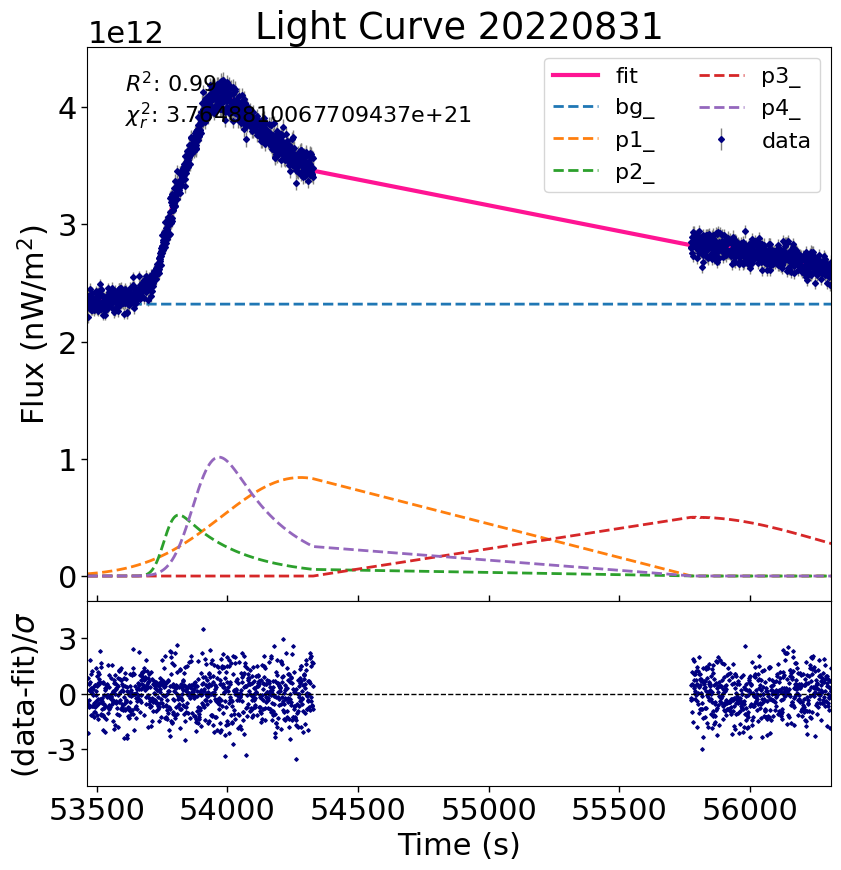 Light Curve 20220831
1e12
R²: 0.99
χ²ᵣ: 3.76488810067709437e+21
fit
bg_
p1_
p2_
p3_
p4_
data
Flux (nW/m²)
4
3
2
1
0
(data-fit)/σ
3
0
-3
53500 54000 54500 55000 55500 56000
Time (s)